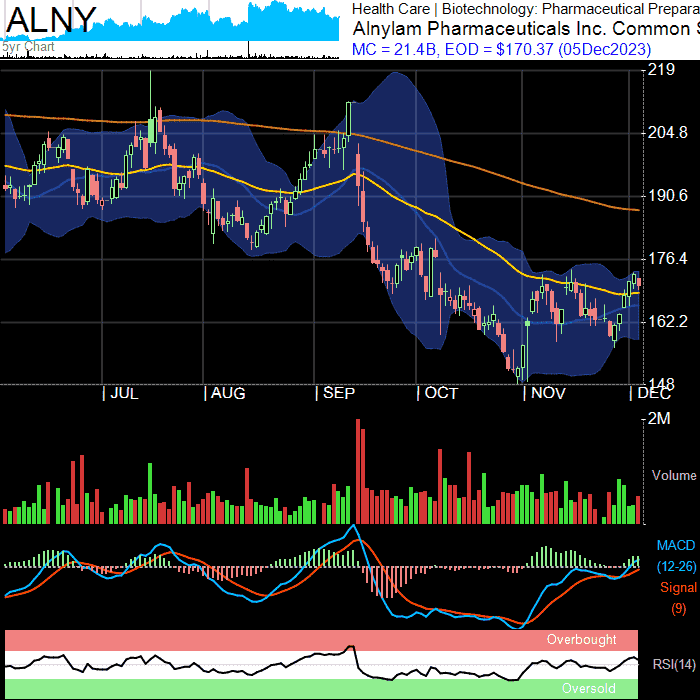 ALNY
5yr Chart
Health Care | Biotechnology: Pharmaceutical Prepara
Alnylam Pharmaceuticals Inc. Common S
MC = 21.4B, EOD = $170.37 (05Dec2023)
219
204.8
190.6
176.4
162.2
148
| JUL | AUG | SEP | OCT | NOV | DEC
2M
Volume
MACD
(12-26)
Signal
(9)
Overbought
RSI(14)
Oversold